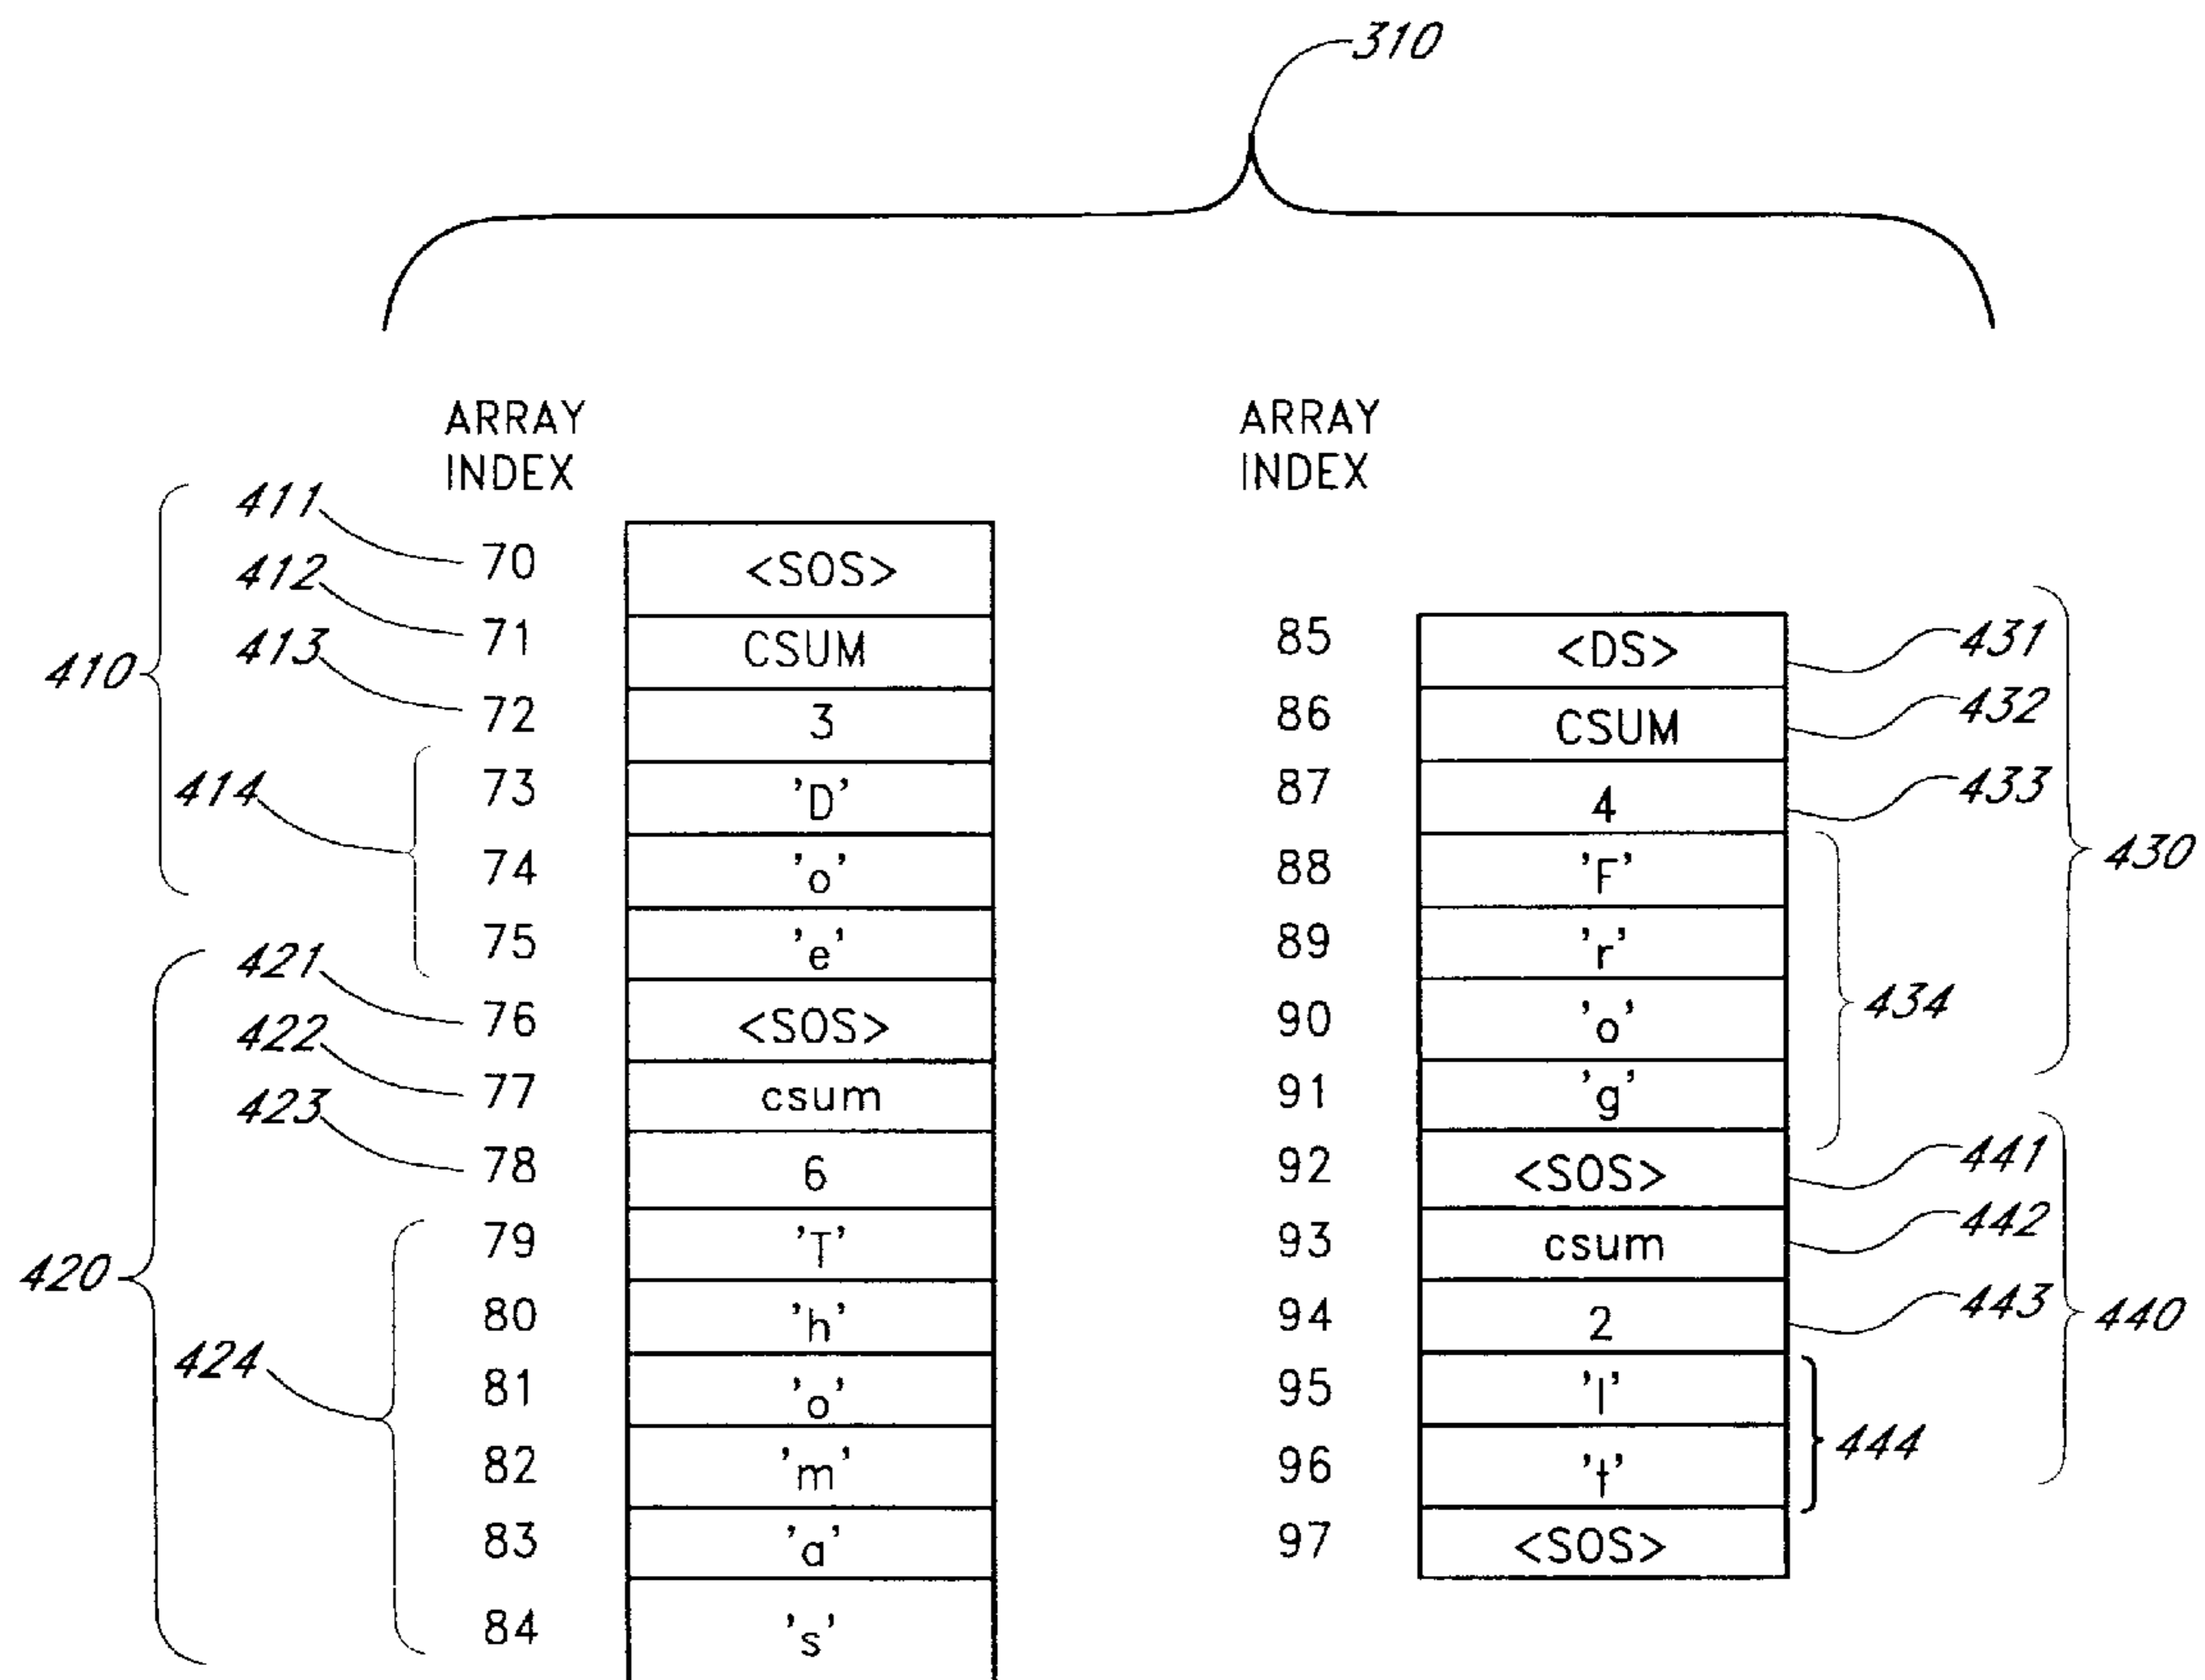 310
ARRAY INDEX
411 70 <SOS>
412 71 CSUM
413 72 3
410
414
73 'D'
74 'o'
75 'e'
421 76 <SOS>
422 77 csum
423 78 6
420
424
79 'T'
80 'h'
81 'o'
82 'm'
83 'a'
84 's'
ARRAY INDEX
85 <DS> 431
86 CSUM 432
87 4 433
88 'F'
89 'r'
90 'o'
91 'g'
434
430
92 <SOS> 441
93 csum 442
94 2 443
95 'l'
96 't'
444
440
97 <SOS>